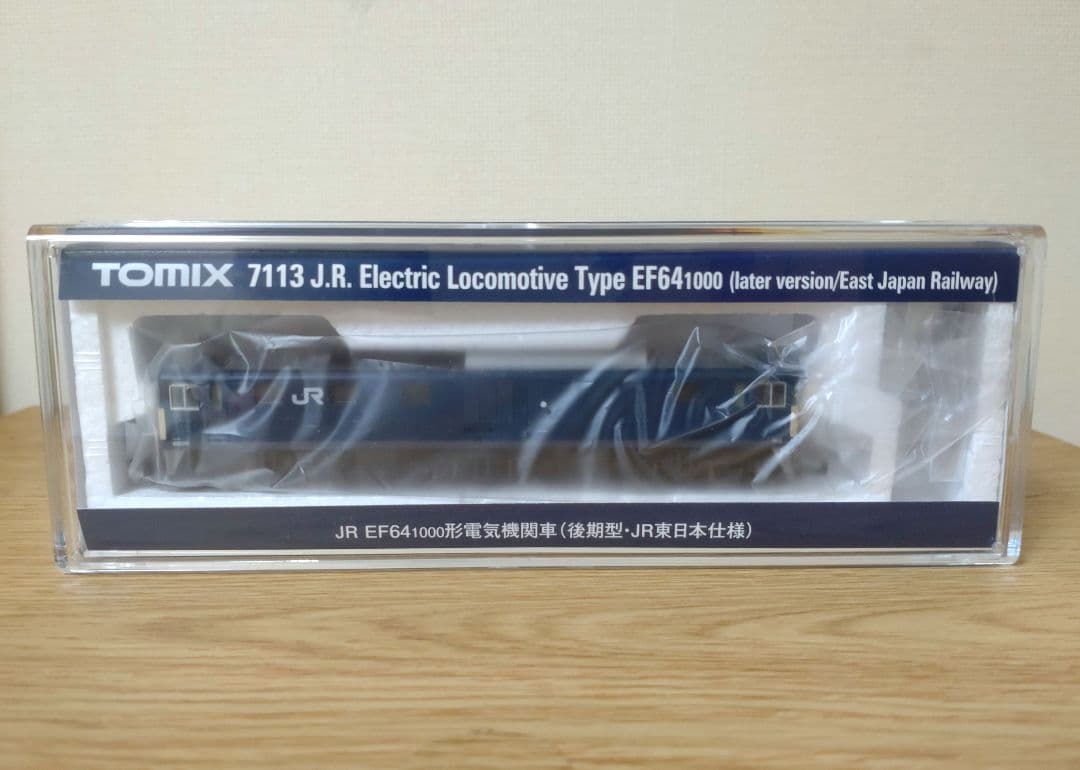 TOMIX 7113 J.R. Electric Locomotive Type EF641000 (later version/East Japan Railway)
JR
JR EF641000形電気機関車(後期型・JR東日本仕様)